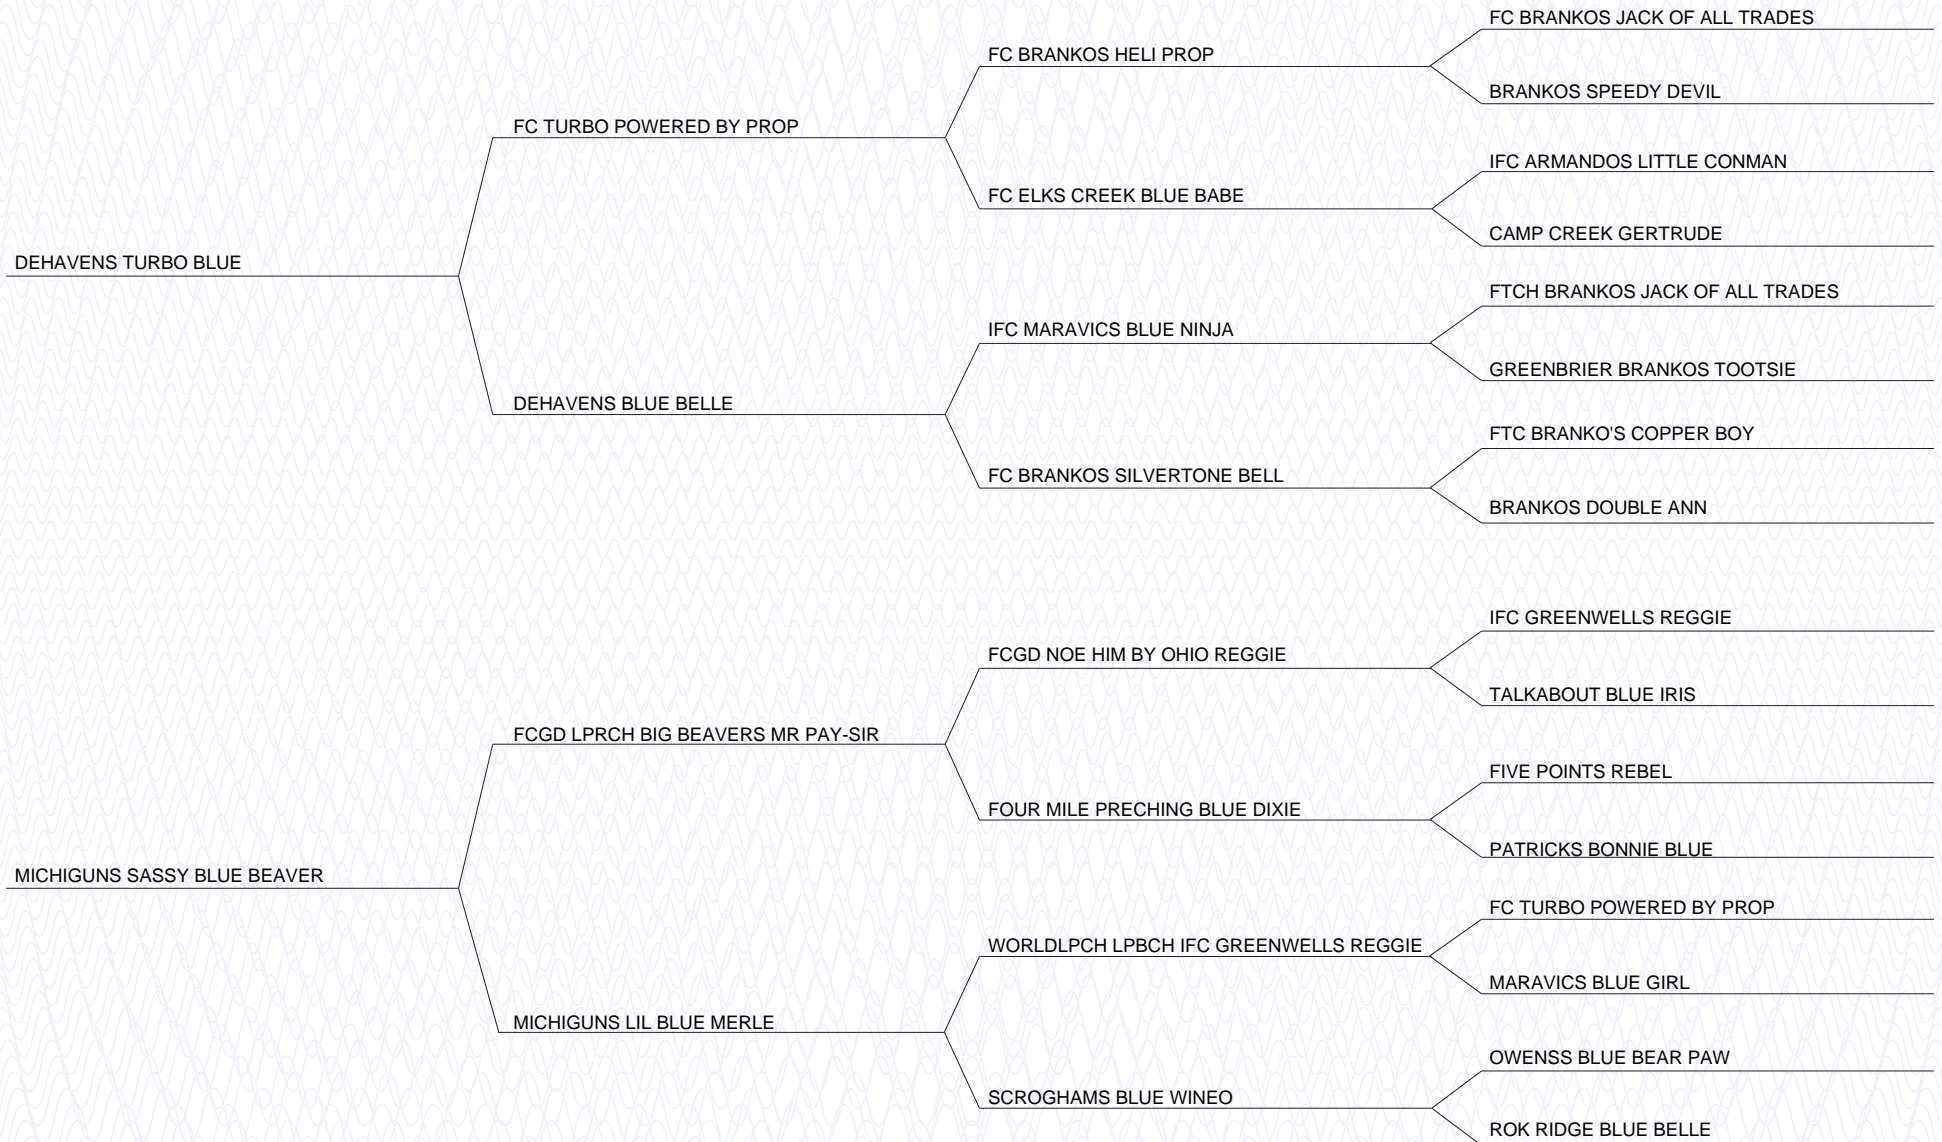 FC BRANKOS JACK OF ALL TRADES
FC BRANKOS HELI PROP
BRANKOS SPEEDY DEVIL
FC TURBO POWERED BY PROP
IFC ARMANDOS LITTLE CONMAN
FC ELKS CREEK BLUE BABE
CAMP CREEK GERTRUDE
DEHAVENS TURBO BLUE
FTCH BRANKOS JACK OF ALL TRADES
IFC MARAVICS BLUE NINJA
GREENBRIER BRANKOS TOOTSIE
DEHAVENS BLUE BELLE
FTC BRANKO'S COPPER BOY
FC BRANKOS SILVERTONE BELL
BRANKOS DOUBLE ANN
IFC GREENWELLS REGGIE
FCGD NOE HIM BY OHIO REGGIE
TALKABOUT BLUE IRIS
FCGD LPRCH BIG BEAVERS MR PAY-SIR
FIVE POINTS REBEL
FOUR MILE PRECHING BLUE DIXIE
PATRICKS BONNIE BLUE
MICHIGUNS SASSY BLUE BEAVER
FC TURBO POWERED BY PROP
WORLDLPCH LPBCH IFC GREENWELLS REGGIE
MARAVICS BLUE GIRL
MICHIGUNS LIL BLUE MERLE
OWENSS BLUE BEAR PAW
SCROGHAMS BLUE WINEO
ROK RIDGE BLUE BELLE